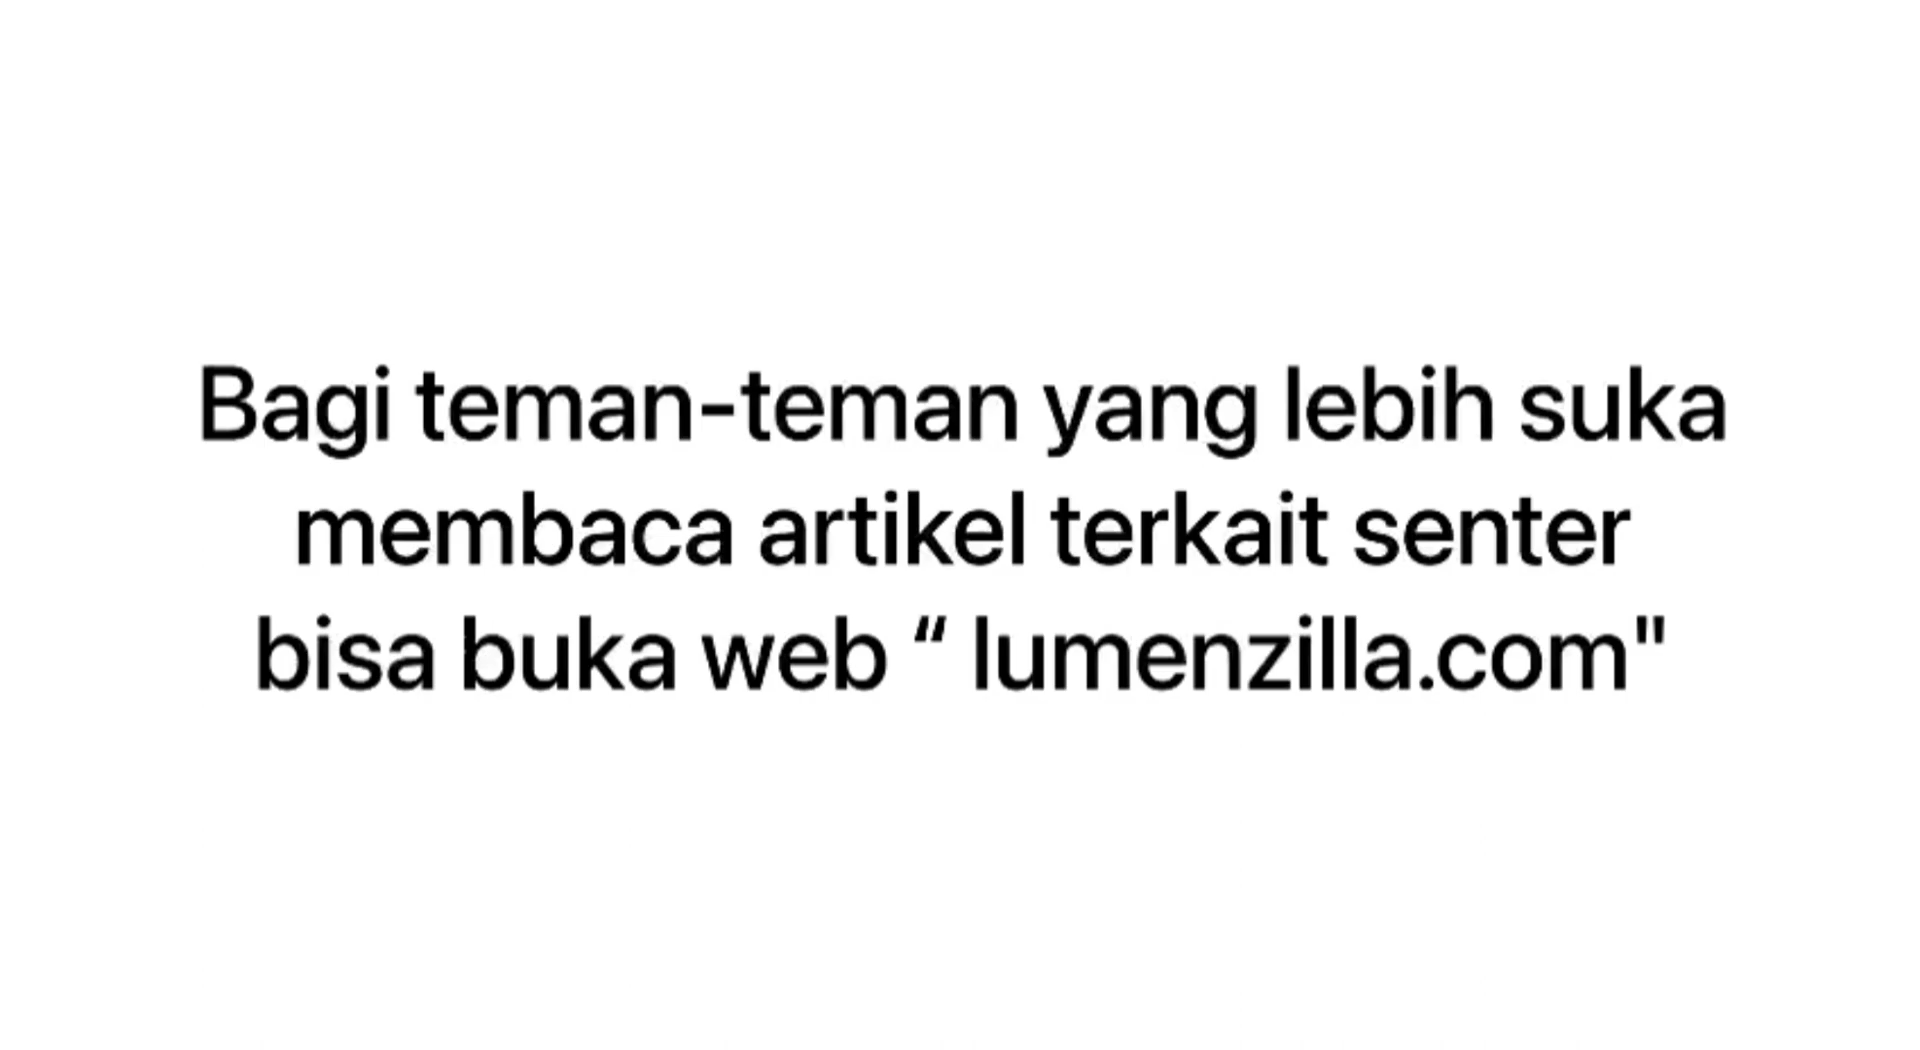 Bagi teman-teman yang lebih suka
membaca artikel terkait senter
bisa buka web “ lumenzilla.com"